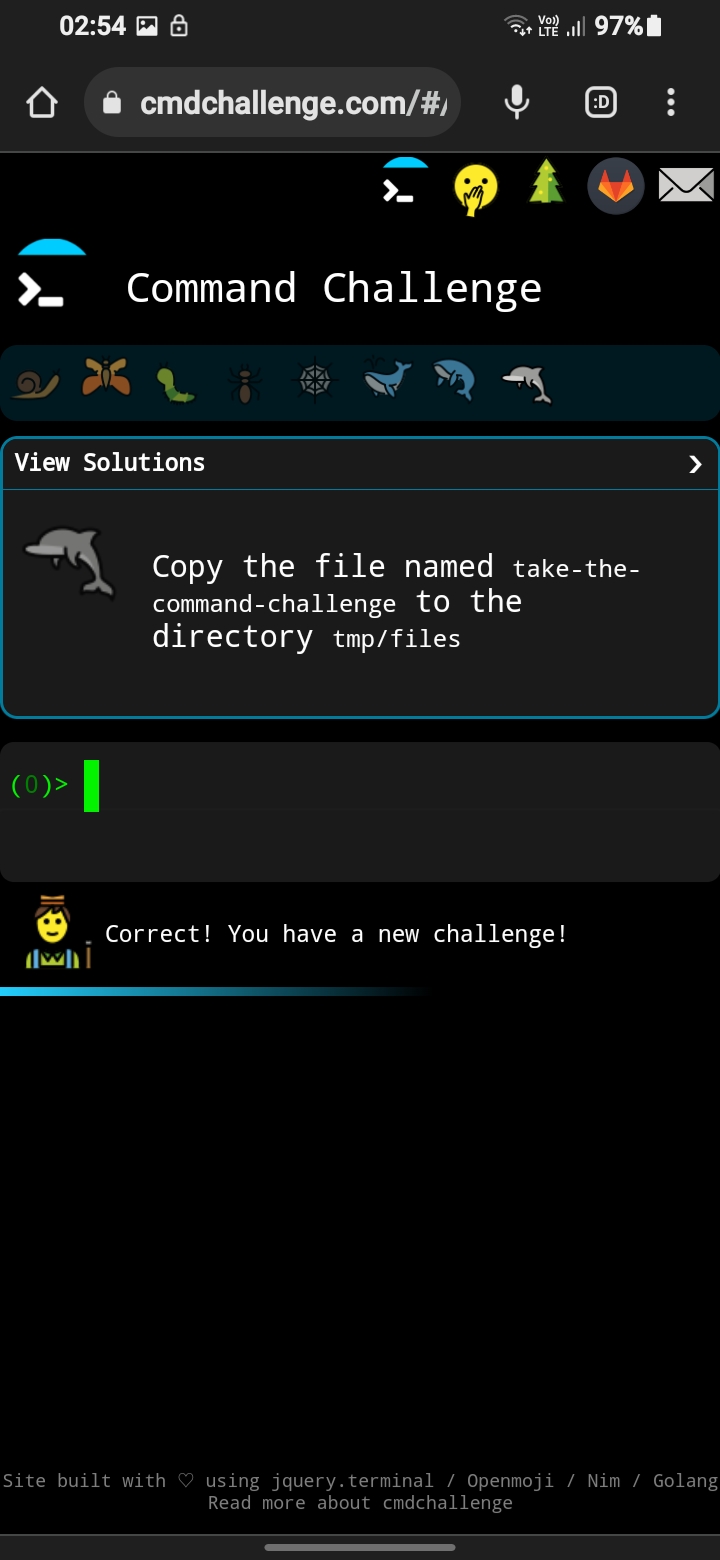 02:54 Vo)) LTE 97%
cmdchallenge.com/#/ :D
Command Challenge
View Solutions
Copy the file named take-the-
command-challenge to the
directory tmp/files
(0)>
Correct! You have a new challenge!
Site built with ♡ using jquery.terminal / Openmoji / Nim / Golang
Read more about cmdchallenge